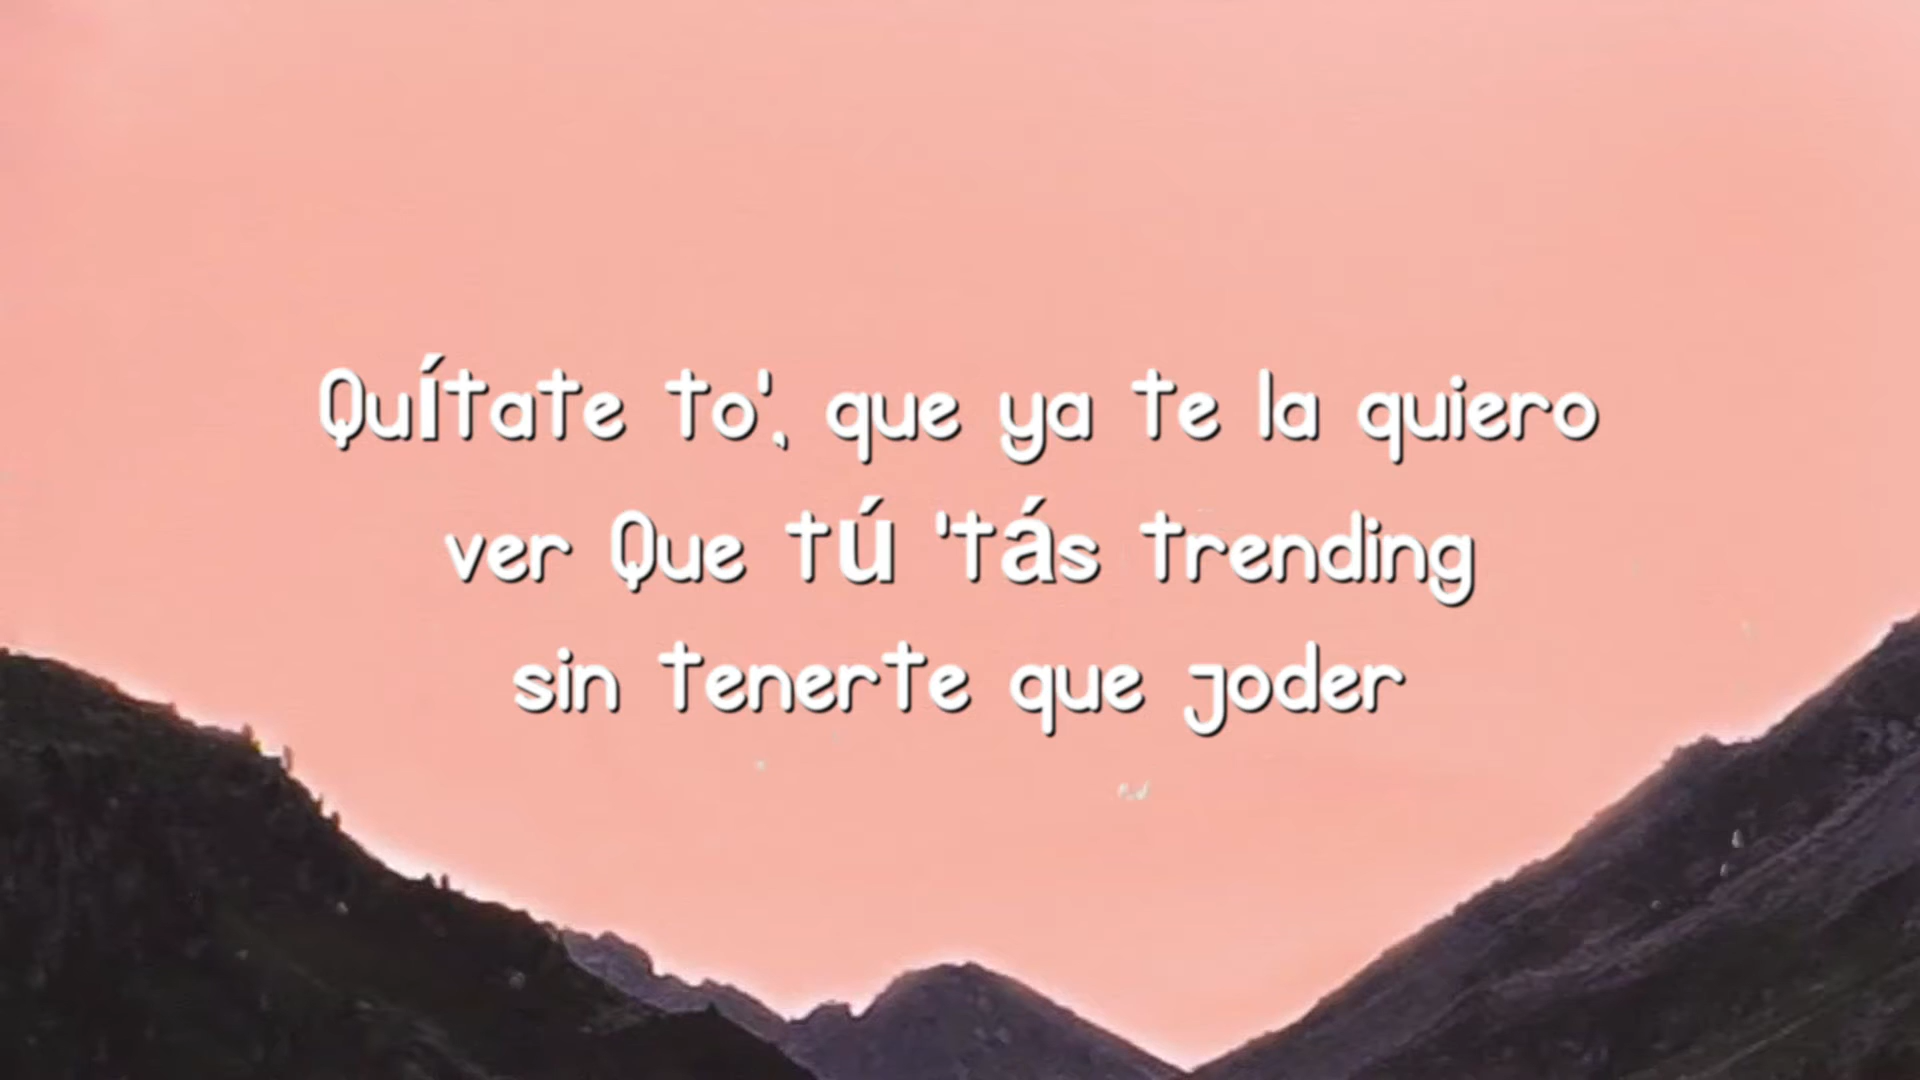 Quítate to', que ya te la quiero
ver Que tú 'tás trending
sin tenerte que joder